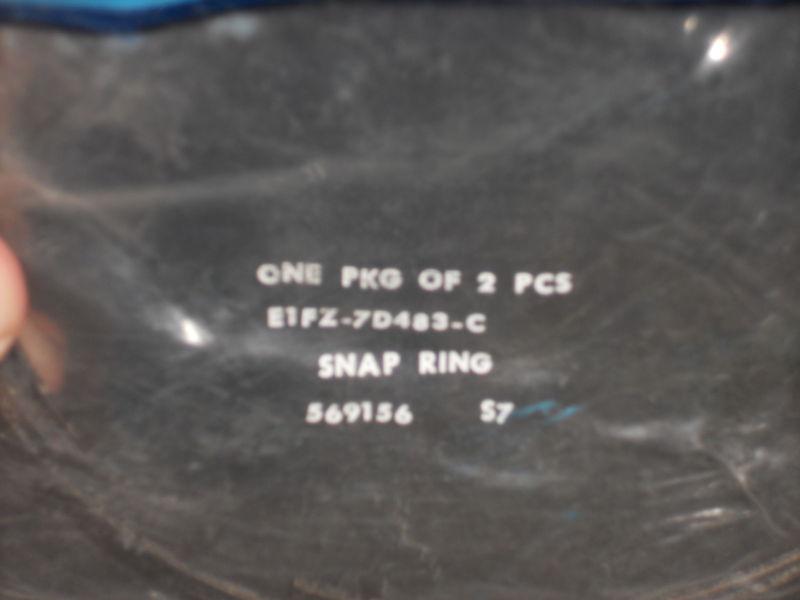 ONE PKG OF 2 PCS
E1FZ-7D483-C
SNAP RING
569156 S7